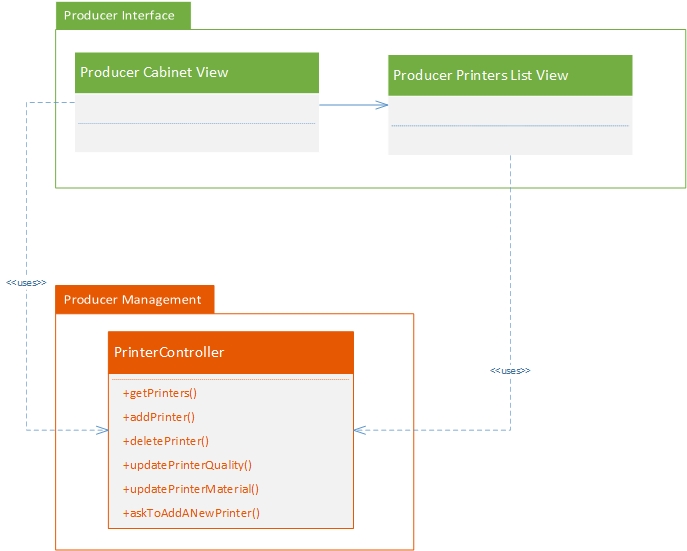 Producer Interface
Producer Cabinet View
Producer Printers List View
<<uses>>
Producer Management
PrinterController
<<uses>>
+getPrinters()
+addPrinter()
+deletePrinter()
+updatePrinterQuality()
+updatePrinterMaterial()
+askToAddANewPrinter()